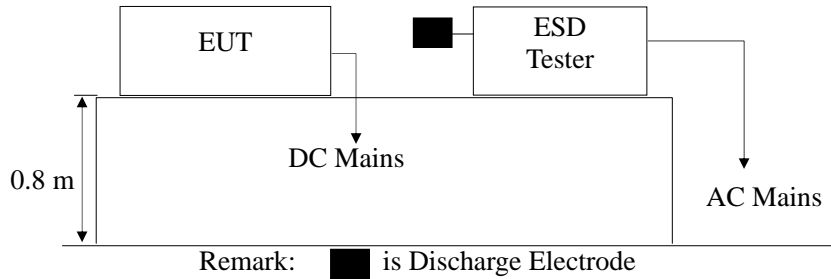 EUT
ESD
Tester
DC Mains
0.8 m
AC Mains
Remark: is Discharge Electrode